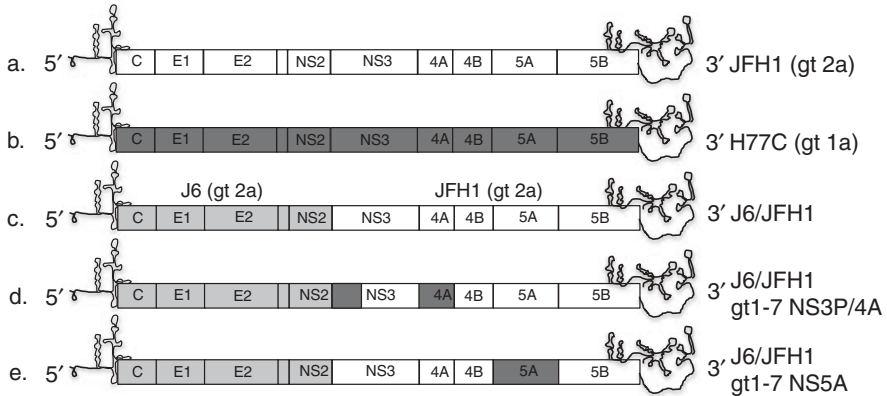 a. 5′ C E1 E2 NS2 NS3 4A 4B 5A 5B 3′ JFH1 (gt 2a)
b. 5′ C E1 E2 NS2 NS3 4A 4B 5A 5B 3′ H77C (gt 1a)
J6 (gt 2a) JFH1 (gt 2a)
c. 5′ C E1 E2 NS2 NS3 4A 4B 5A 5B 3′ J6/JFH1
d. 5′ C E1 E2 NS2 NS3 4A 4B 5A 5B 3′ J6/JFH1
gt1-7 NS3P/4A
e. 5′ C E1 E2 NS2 NS3 4A 4B 5A 5B 3′ J6/JFH1
gt1-7 NS5A